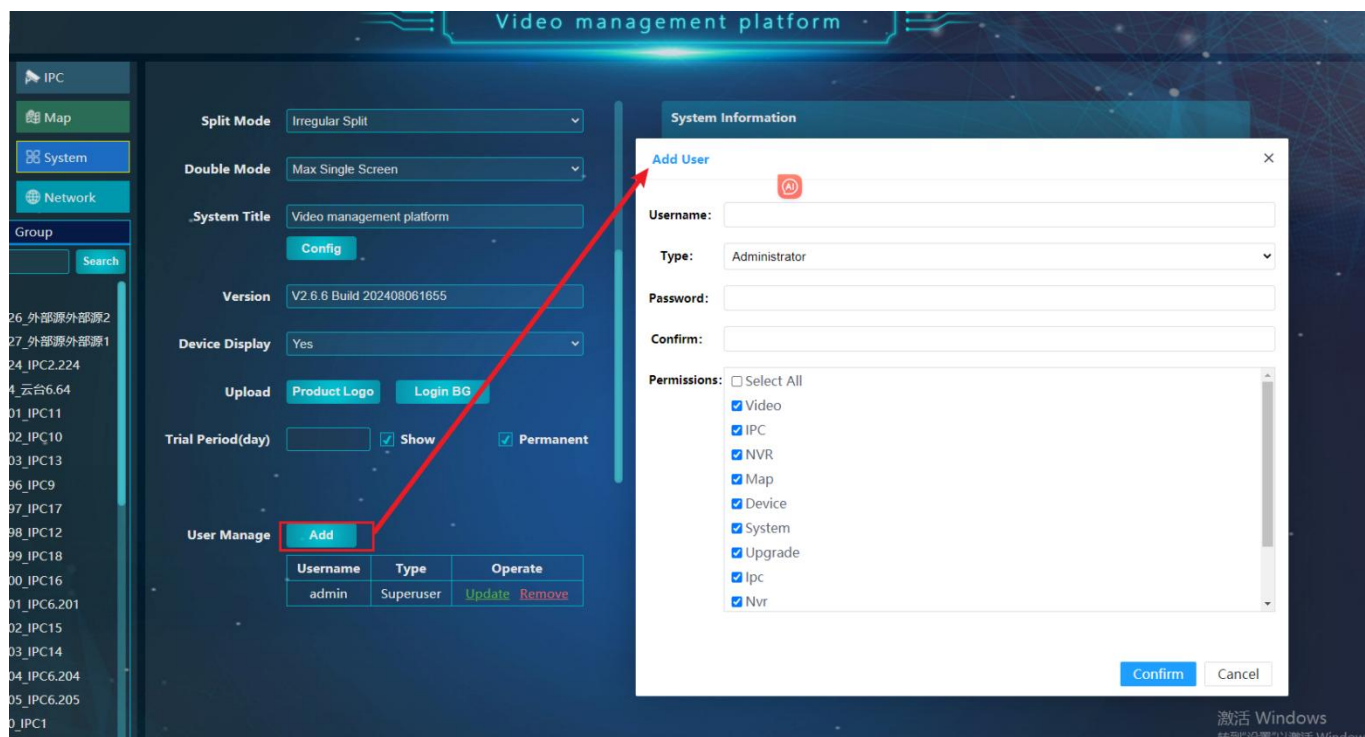 Video management platform
IPC
Map
System
Network
Group
Search
26_外部源外部源2
27_外部源外部源1
24_IPC2.224
4_云台6.64
01_IPC11
02_IPC10
03_IPC13
96_IPC9
97_IPC17
98_IPC12
99_IPC18
00_IPC16
01_IPC6.201
02_IPC15
03_IPC14
04_IPC6.204
05_IPC6.205
0_IPC1
Split Mode Irregular Split
Double Mode Max Single Screen
System Title Video management platform
Config
Version V2.6.6 Build 202408061655
Device Display Yes
Upload Product Logo Login BG
Trial Period(day) Show Permanent
User Manage Add
Username Type Operate
admin Superuser Update Remove
System Information
Add User
AI
Username:
Type: Administrator
Password:
Confirm:
Permissions: Select All
Video
IPC
NVR
Map
Device
System
Upgrade
Ipc
Nvr
Confirm Cancel
激活 Windows